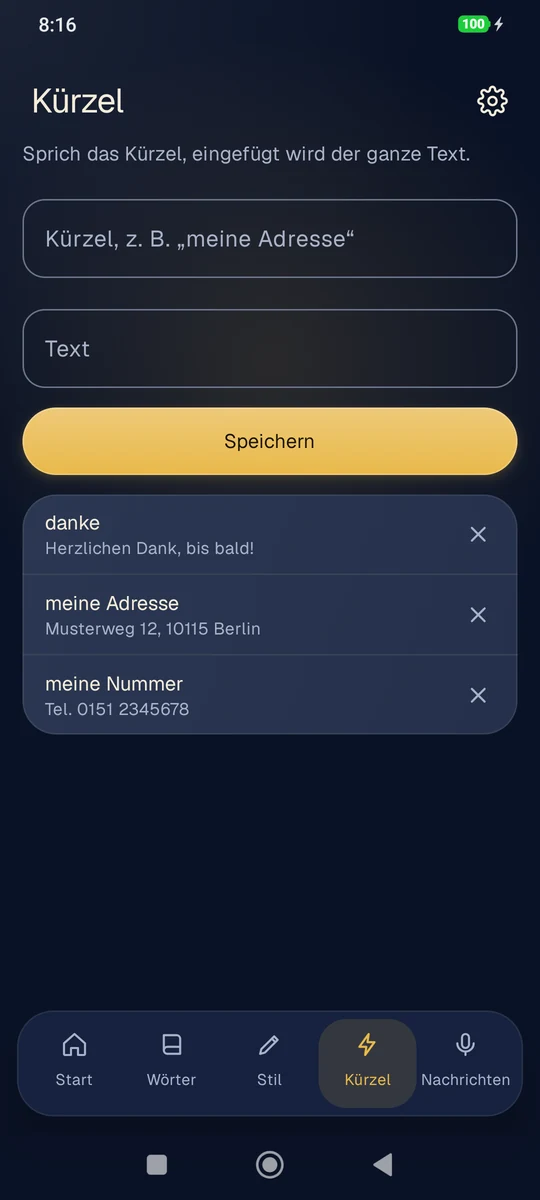 8:16
100
Kürzel
Sprich das Kürzel, eingefügt wird der ganze Text.
Kürzel, z. B. „meine Adresse“
Text
Speichern
danke
Herzlichen Dank, bis bald!
meine Adresse
Musterweg 12, 10115 Berlin
meine Nummer
Tel. 0151 2345678
Start
Wörter
Stil
Kürzel
Nachrichten